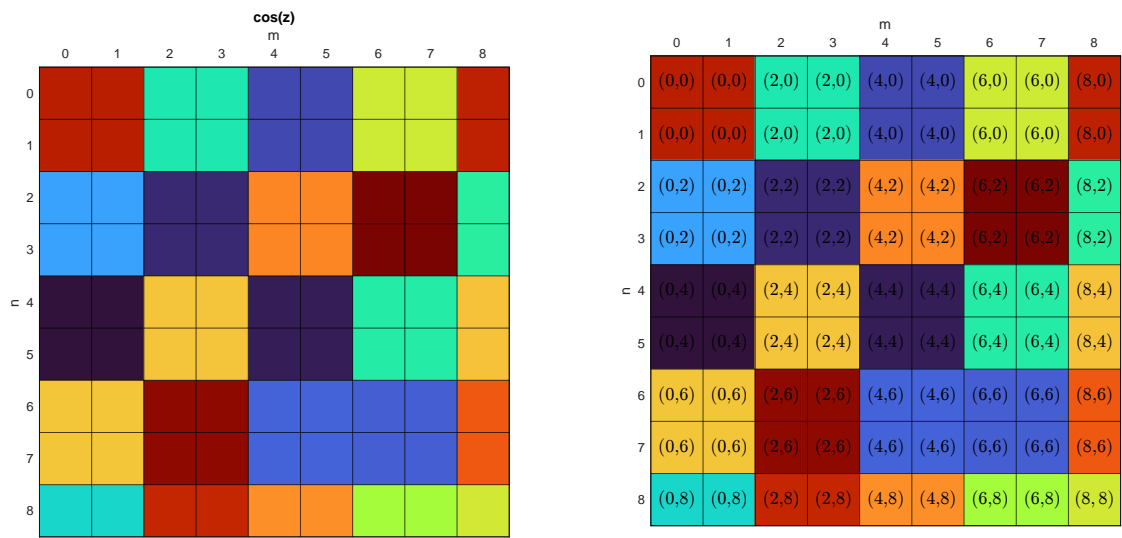 cos(z)
m
0 1 2 3 4 5 6 7 8
n
0
1
2
3
4
5
6
7
8
m
0 1 2 3 4 5 6 7 8
n
0 (0,0) (0,0) (2,0) (2,0) (4,0) (4,0) (6,0) (6,0) (8,0)
1 (0,0) (0,0) (2,0) (2,0) (4,0) (4,0) (6,0) (6,0) (8,0)
2 (0,2) (0,2) (2,2) (2,2) (4,2) (4,2) (6,2) (6,2) (8,2)
3 (0,2) (0,2) (2,2) (2,2) (4,2) (4,2) (6,2) (6,2) (8,2)
4 (0,4) (0,4) (2,4) (2,4) (4,4) (4,4) (6,4) (6,4) (8,4)
5 (0,4) (0,4) (2,4) (2,4) (4,4) (4,4) (6,4) (6,4) (8,4)
6 (0,6) (0,6) (2,6) (2,6) (4,6) (4,6) (6,6) (6,6) (8,6)
7 (0,6) (0,6) (2,6) (2,6) (4,6) (4,6) (6,6) (6,6) (8,6)
8 (0,8) (0,8) (2,8) (2,8) (4,8) (4,8) (6,8) (6,8) (8, 8)